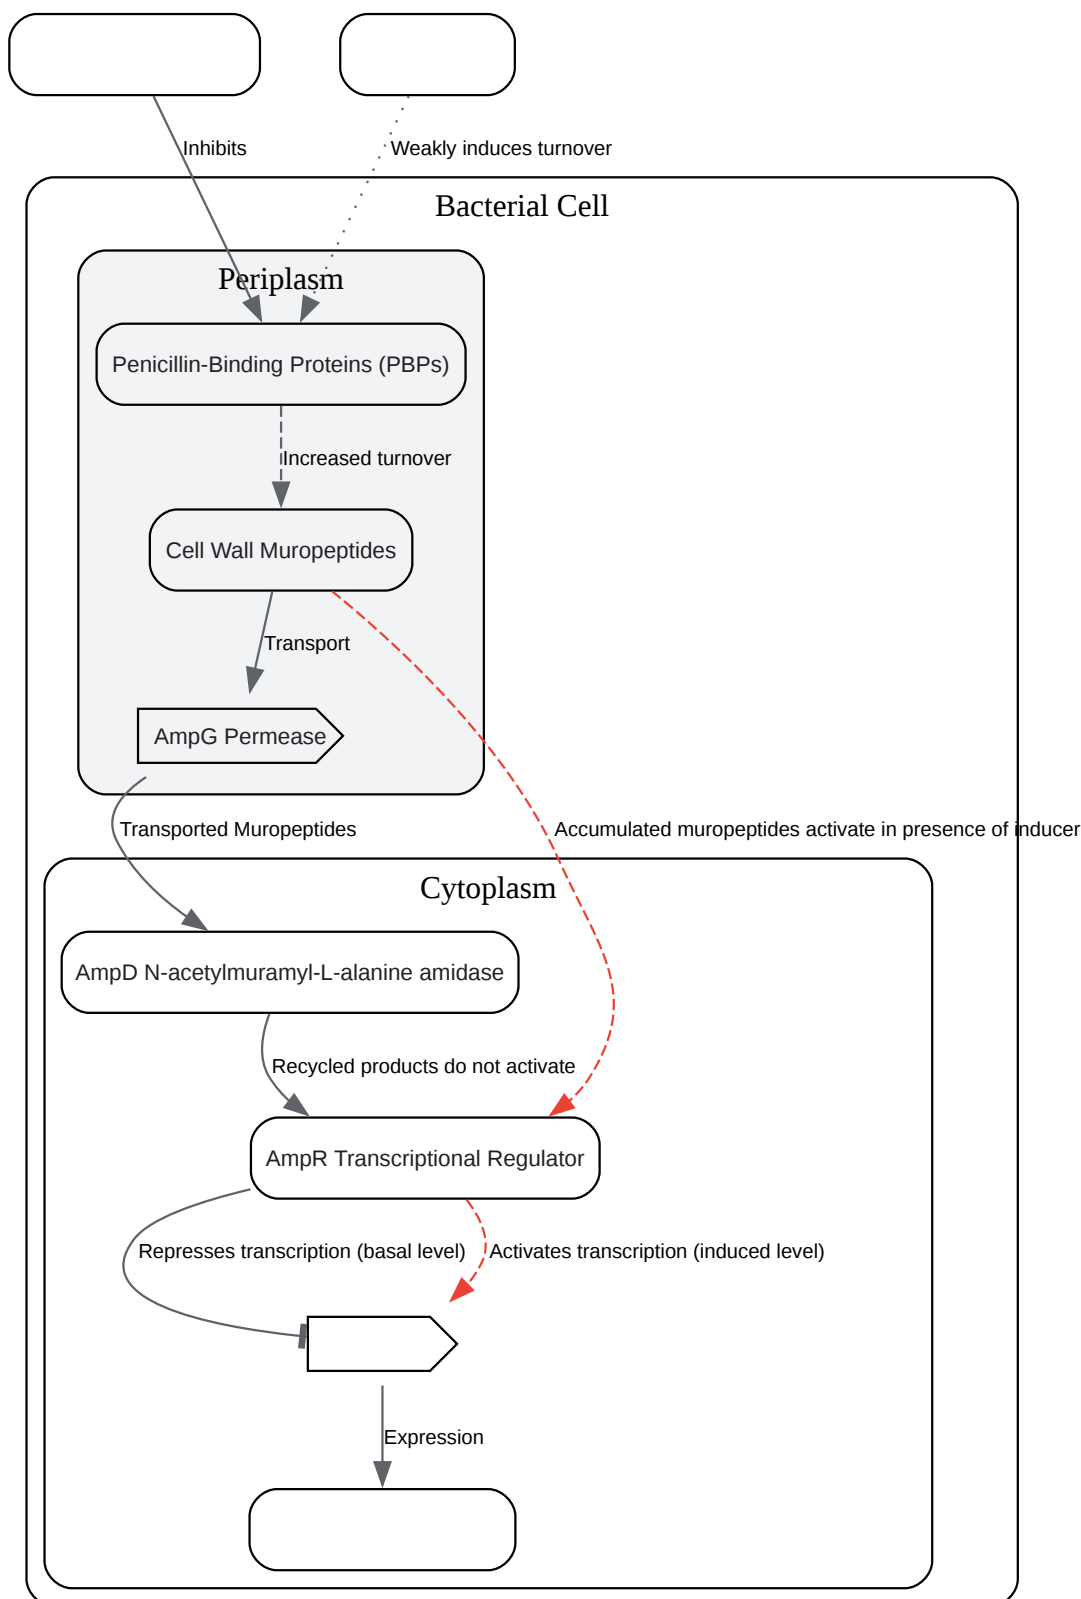 Inhibits
Weakly induces turnover
Bacterial Cell
Periplasm
Penicillin-Binding Proteins (PBPs)
Increased turnover
Cell Wall Muropeptides
Transport
AmpG Permease
Transported Muropeptides
Accumulated muropeptides activate in presence of inducer
Cytoplasm
AmpD N-acetylmuramyl-L-alanine amidase
Recycled products do not activate
AmpR Transcriptional Regulator
Represses transcription (basal level)
Activates transcription (induced level)
Expression